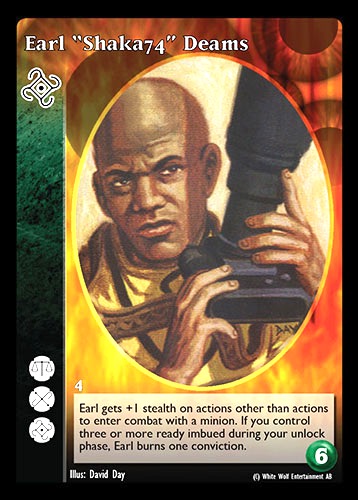 Earl "Shaka74" Deams
DAY
4
Earl gets +1 stealth on actions other than actions
to enter combat with a minion. If you control
three or more ready imbued during your unlock
phase, Earl burns one conviction.
6
Illus: David Day
(C) White Wolf Entertainment AB